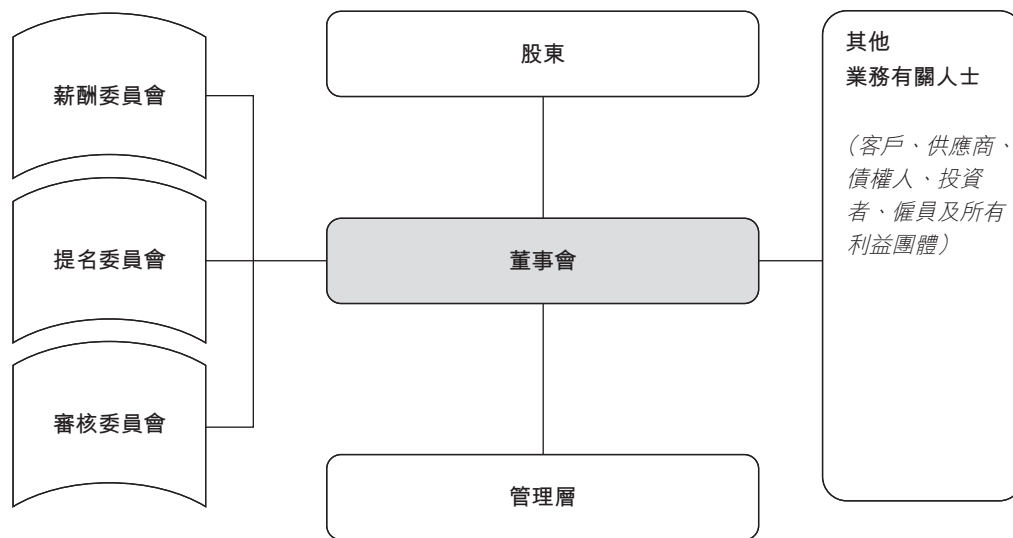 薪酬委員會
提名委員會
審核委員會
股東
董事會
管理層
其他
業務有關人士
（客戶、供應商、
債權人、投資
者、僱員及所有
利益團體）